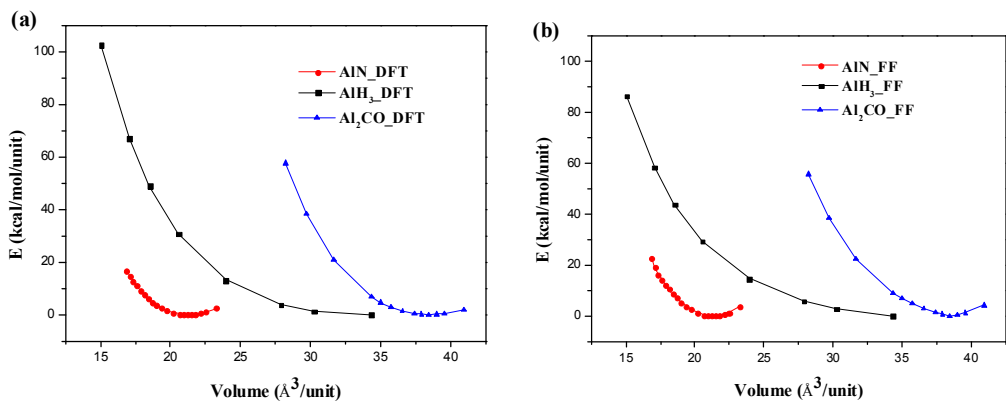 (a)
E (kcal/mol/unit)
100
80
60
40
20
0
15
20
25
30
35
40
Volume (Å³/unit)
AlN_DFT
AlH₃_DFT
Al₂CO_DFT
(b)
E (kcal/mol/unit)
100
80
60
40
20
0
15
20
25
30
35
40
Volume (Å³/unit)
AlN_FF
AlH₃_FF
Al₂CO_FF